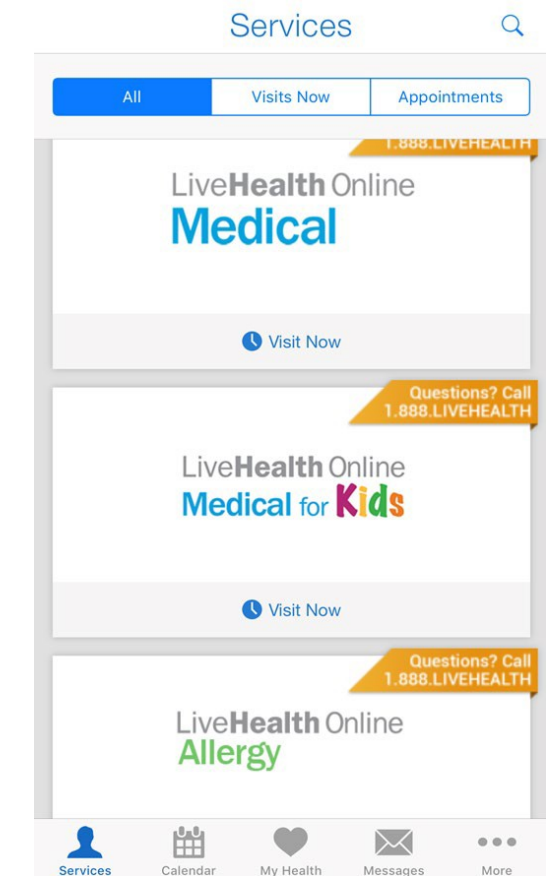 Services
All
Visits Now
Appointments
1.888.LIVEHEALTH
LiveHealth Online
Medical
Visit Now
Questions? Call
1.888.LIVEHEALTH
LiveHealth Online
Medical for Kids
Visit Now
Questions? Call
1.888.LIVEHEALTH
LiveHealth Online
Allergy
Services
Calendar
My Health
Messages
More